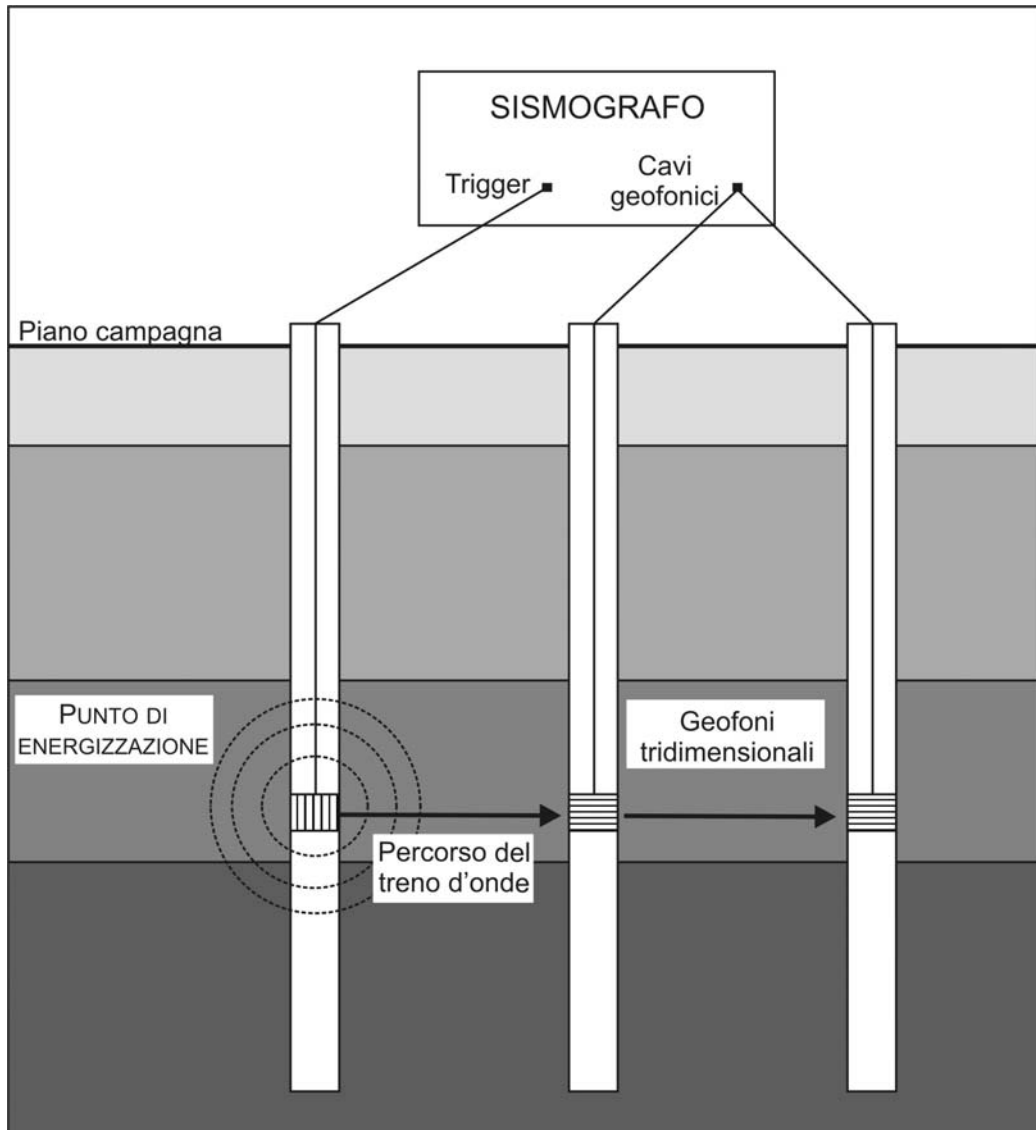 SISMOGRAFO
Trigger
Cavi
geofonici
Piano campagna
PUNTO DI
ENERGIZZAZIONE
Geofoni
tridimensionali
Percorso del
treno d'onde